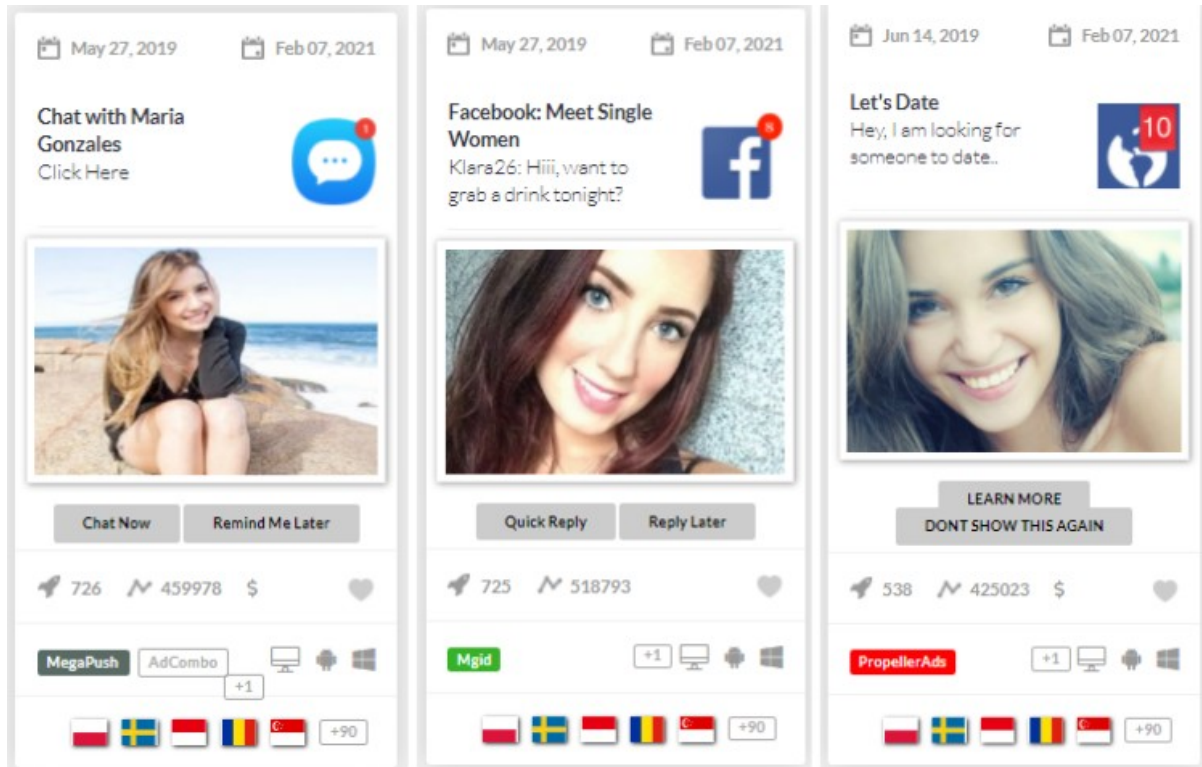 May 27, 2019 Feb 07, 2021
Chat with Maria
Gonzales
Click Here
1
Chat Now Remind Me Later
726 459978 $
MegaPush AdCombo
+1
+90
May 27, 2019 Feb 07, 2021
Facebook: Meet Single
Women
Klara26: Hiii, want to
grab a drink tonight?
8
f
Quick Reply Reply Later
725 518793
Mgid +1
+90
Jun 14, 2019 Feb 07, 2021
Let's Date
Hey, I am looking for
someone to date..
10
LEARN MORE
DONT SHOW THIS AGAIN
538 425023 $
PropellerAds +1
+90